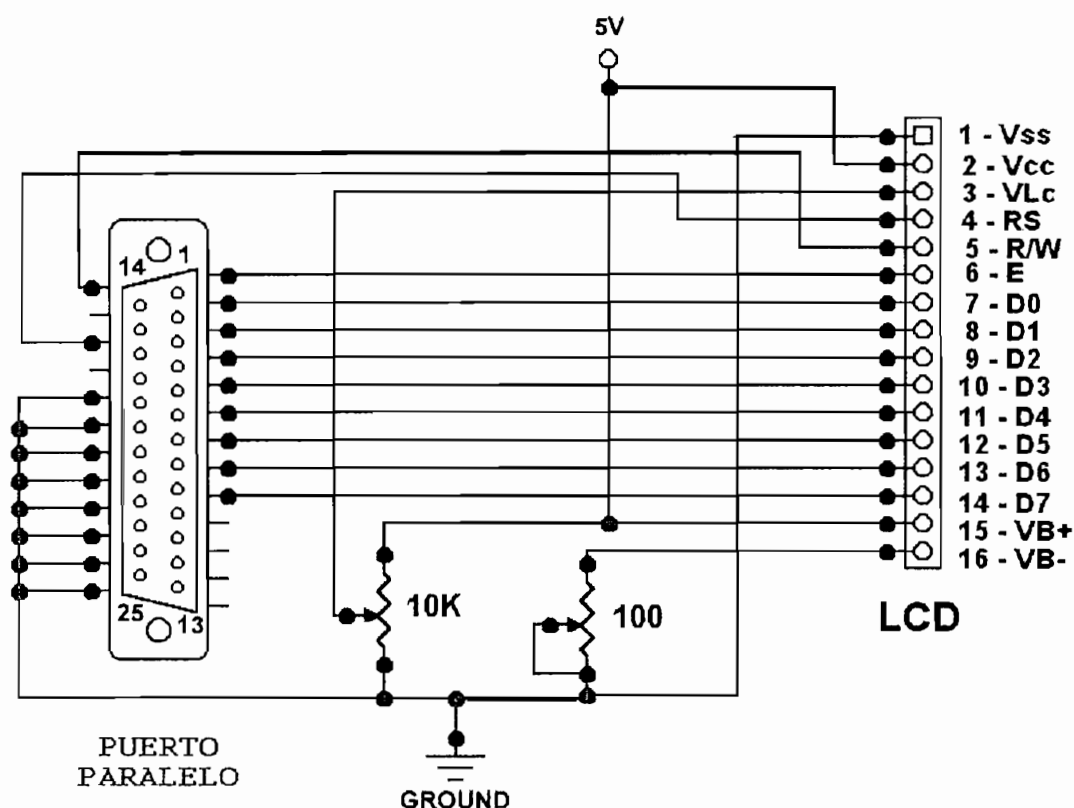 5V
1 - Vss
2 - Vcc
3 - VLc
4 - RS
5 - R/W
6 - E
7 - D0
8 - D1
9 - D2
10 - D3
11 - D4
12 - D5
13 - D6
14 - D7
15 - VB+
16 - VB-
LCD
14 1
25 13
10K
100
PUERTO
PARALELO
GROUND